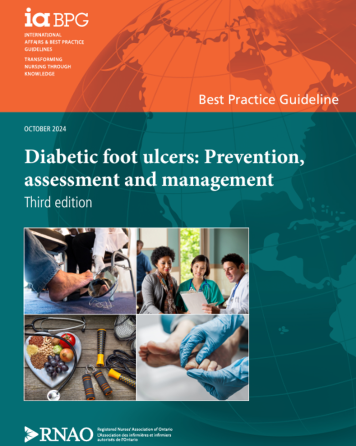 ia BPG
INTERNATIONAL
AFFAIRS & BEST PRACTICE
GUIDELINES
TRANSFORMING
NURSING THROUGH
KNOWLEDGE
Best Practice Guideline
OCTOBER 2024
Diabetic foot ulcers: Prevention,
assessment and management
Third edition
RNAO
Registered Nurses' Association of Ontario
L'Association des infirmières et infirmiers
autorisés de l'Ontario